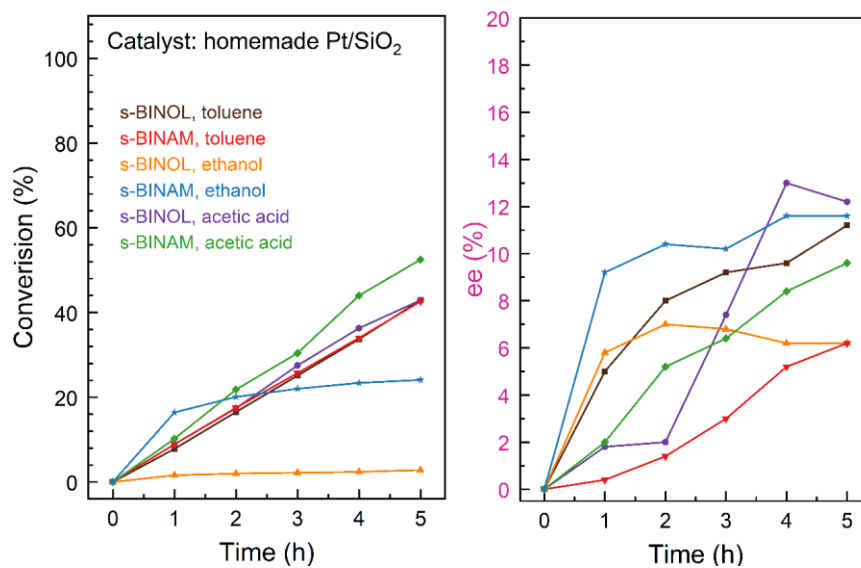 Catalyst: homemade Pt/SiO₂
s-BINOL, toluene
s-BINAM, toluene
s-BINOL, ethanol
s-BINAM, ethanol
s-BINOL, acetic acid
s-BINAM, acetic acid
Converision (%)
100
80
60
40
20
0
0 1 2 3 4 5
Time (h)
ee (%)
20
18
16
14
12
10
8
6
4
2
0
0 1 2 3 4 5
Time (h)